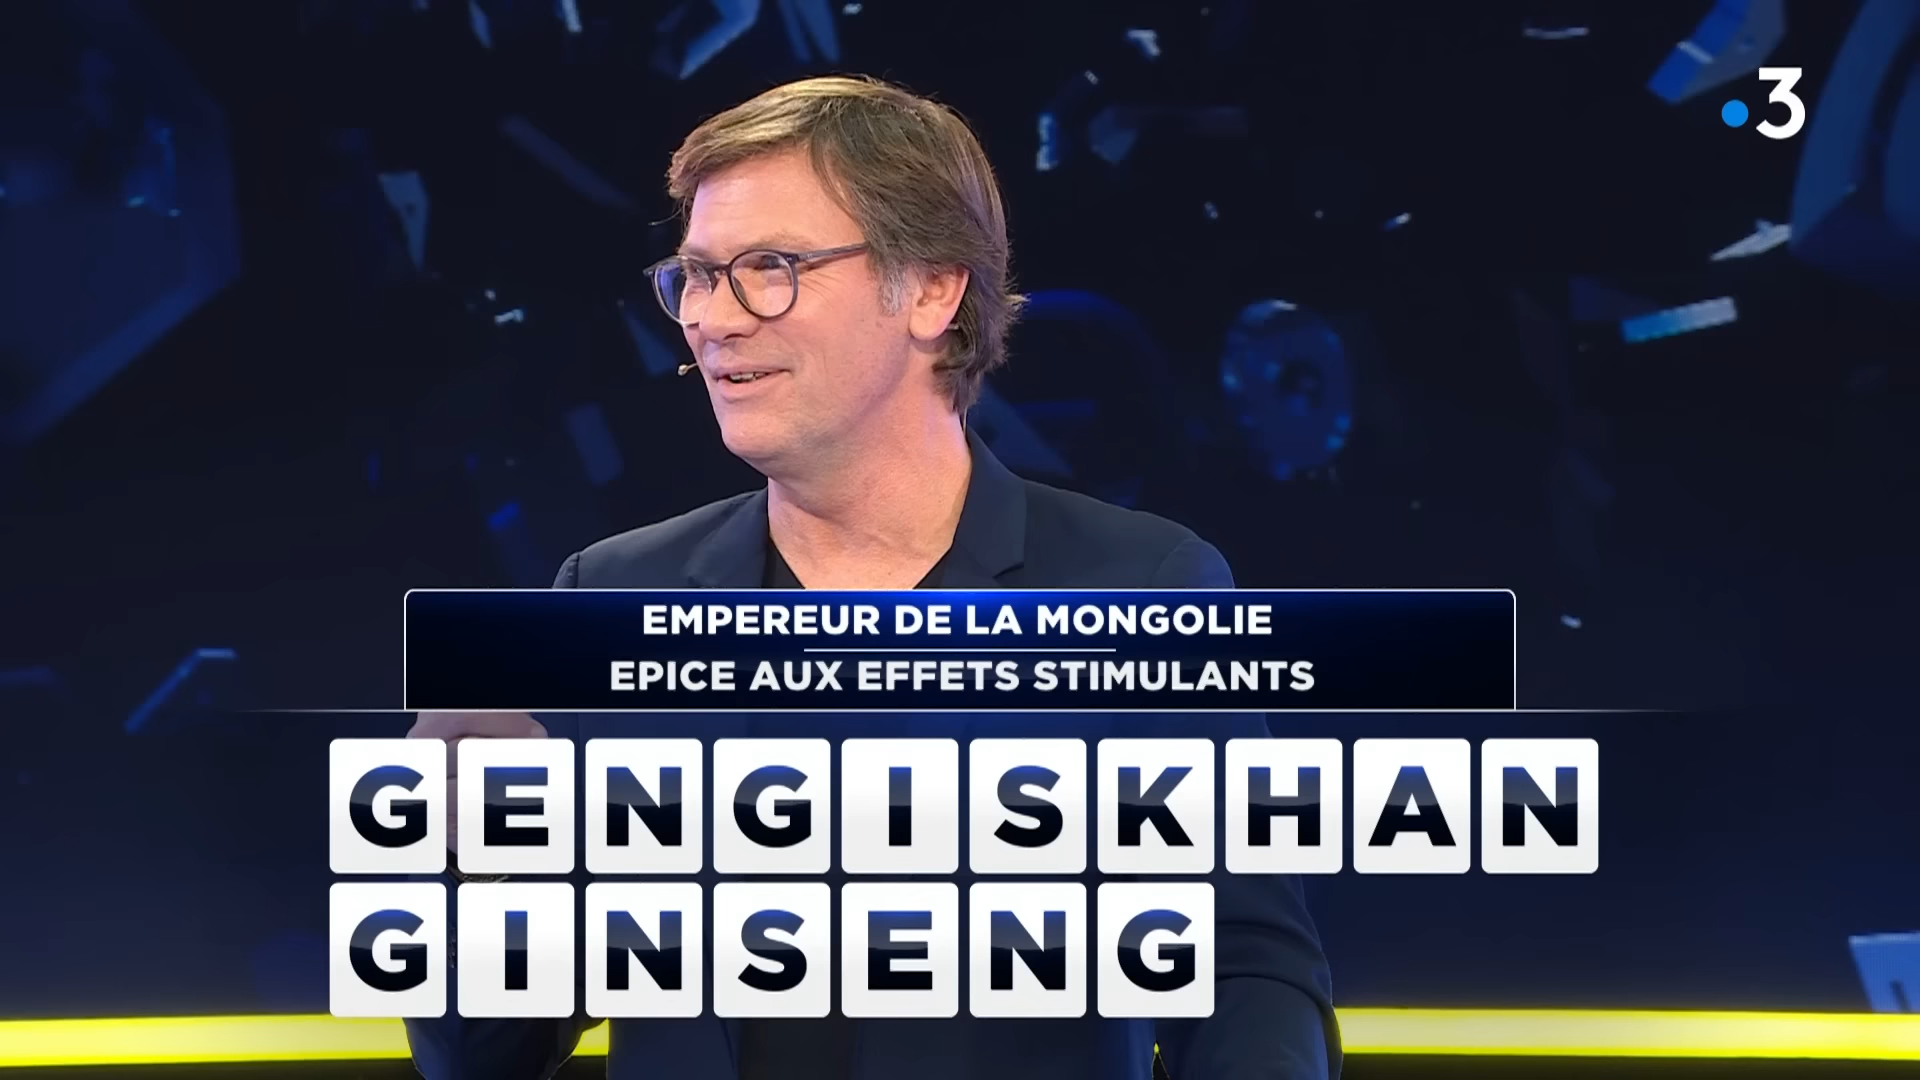 3
EMPEREUR DE LA MONGOLIE
EPICE AUX EFFETS STIMULANTS
GENGISKHAN
GINSENG